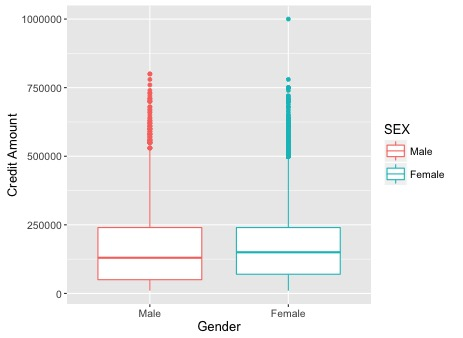 1000000
750000
500000
250000
0
Credit Amount
Male
Female
Gender
SEX
Male
Female